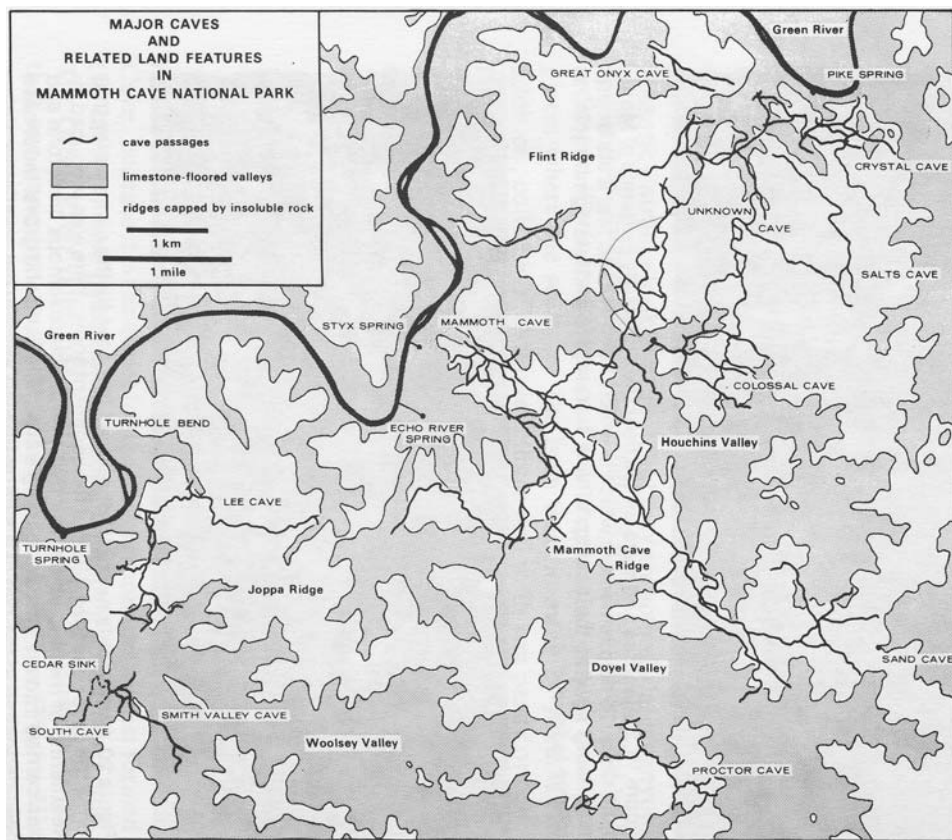 MAJOR CAVES
AND
RELATED LAND FEATURES
IN
MAMMOTH CAVE NATIONAL PARK
cave passages
limestone-floored valleys
ridges capped by insoluble rock
1 km
1 mile
Green River
GREAT ONYX CAVE
PIKE SPRING
Flint Ridge
CRYSTAL CAVE
UNKNOWN
CAVE
SALTS CAVE
STYX SPRING
MAMMOTH CAVE
Green River
COLOSSAL CAVE
TURNHOLE BEND
ECHO RIVER
SPRING
Houchins Valley
LEE CAVE
TURNHOLE
SPRING
Mammoth Cave
Ridge
Joppa Ridge
CEDAR SINK
Doyel Valley
SAND CAVE
SMITH VALLEY CAVE
SOUTH CAVE
Woolsey Valley
PROCTOR CAVE